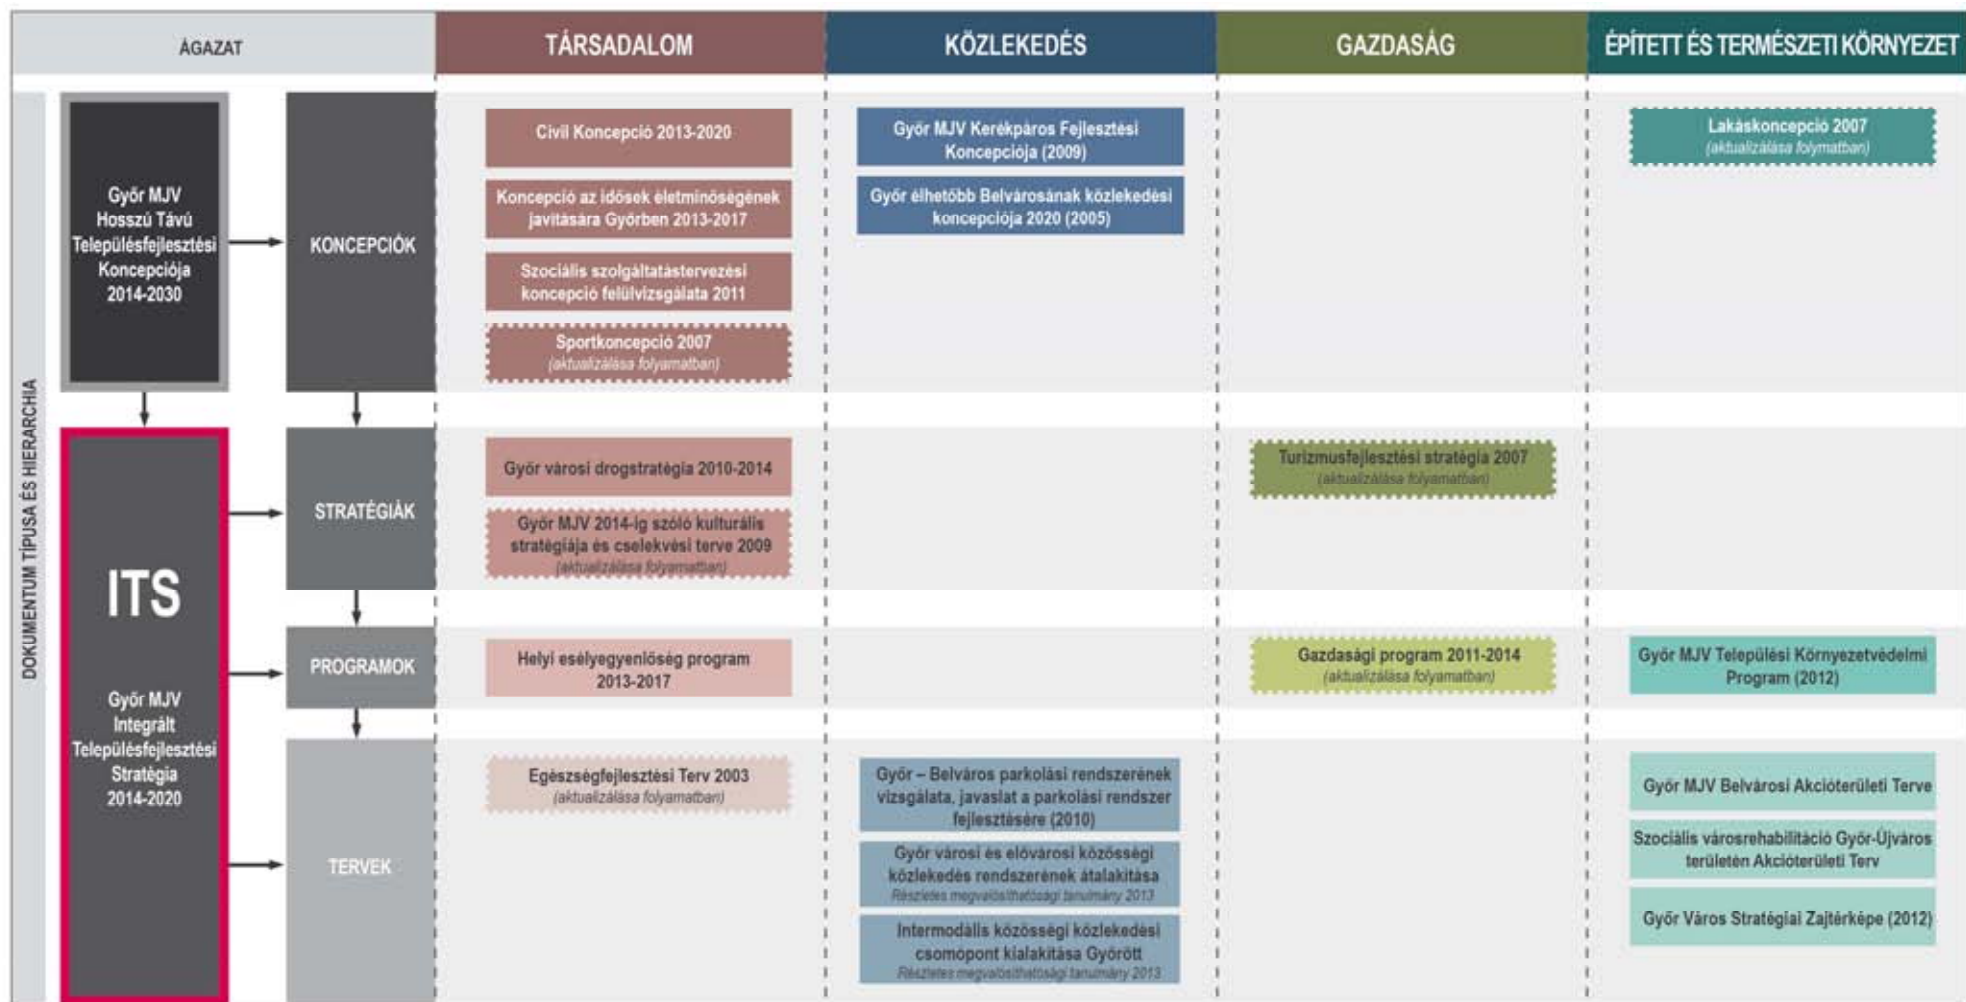 ÁGAZAT
TÁRSADALOM
KÖZLEKEDÉS
GAZDASÁG
ÉPÍTETT ÉS TERMÉSZETI KÖRNYEZET
DOKUMENTUM TÍPUSA ÉS HIERARCHIA
Győr MJV
Hosszú Távú
Településfejlesztési
Koncepciója
2014-2030
KONCEPCIÓK
Civil Koncepció 2013-2020
Koncepció az idősek életminőségének
javítására Győrben 2013-2017
Szociális szolgáltatástervezési
koncepció felülvizsgálata 2011
Sportkoncepció 2007
(aktualizálása folyamatban)
Győr MJV Kerékpáros Fejlesztési
Koncepciója (2009)
Győr élhetőbb Belvárosának közlekedési
koncepciója 2020 (2005)
Lakáskoncepció 2007
(aktualizálása folymatban)
ITS
Győr MJV
Integrált
Településfejlesztési
Stratégia
2014-2020
STRATÉGIÁK
Győr városi drogstratégia 2010-2014
Győr MJV 2014-ig szóló kulturális
stratégiája és cselekvési terve 2009
(aktualizálása folyamatban)
Turizmusfejlesztési stratégia 2007
(aktualizálása folyamatban)
PROGRAMOK
Helyi esélyegyenlőség program
2013-2017
Gazdasági program 2011-2014
(aktualizálása folyamatban)
Győr MJV Települési Környezetvédelmi
Program (2012)
TERVEK
Egészségfejlesztési Terv 2003
(aktualizálása folyamatban)
Győr – Belváros parkolási rendszerének
vizsgálata, javaslat a parkolási rendszer
fejlesztésére (2010)
Győr városi és elővárosi közösségi
közlekedés rendszerének átalakítása
Részletes megvalósíthatósági tanulmány 2013
Intermodális közösségi közlekedési
csomópont kialakítása Győrött
Részletes megvalósíthatósági tanulmány 2013
Győr MJV Belvárosi Akcióterületi Terve
Szociális városrehabilitáció Győr-Újváros
területén Akcióterületi Terv
Győr Város Stratégiai Zajtérképe (2012)